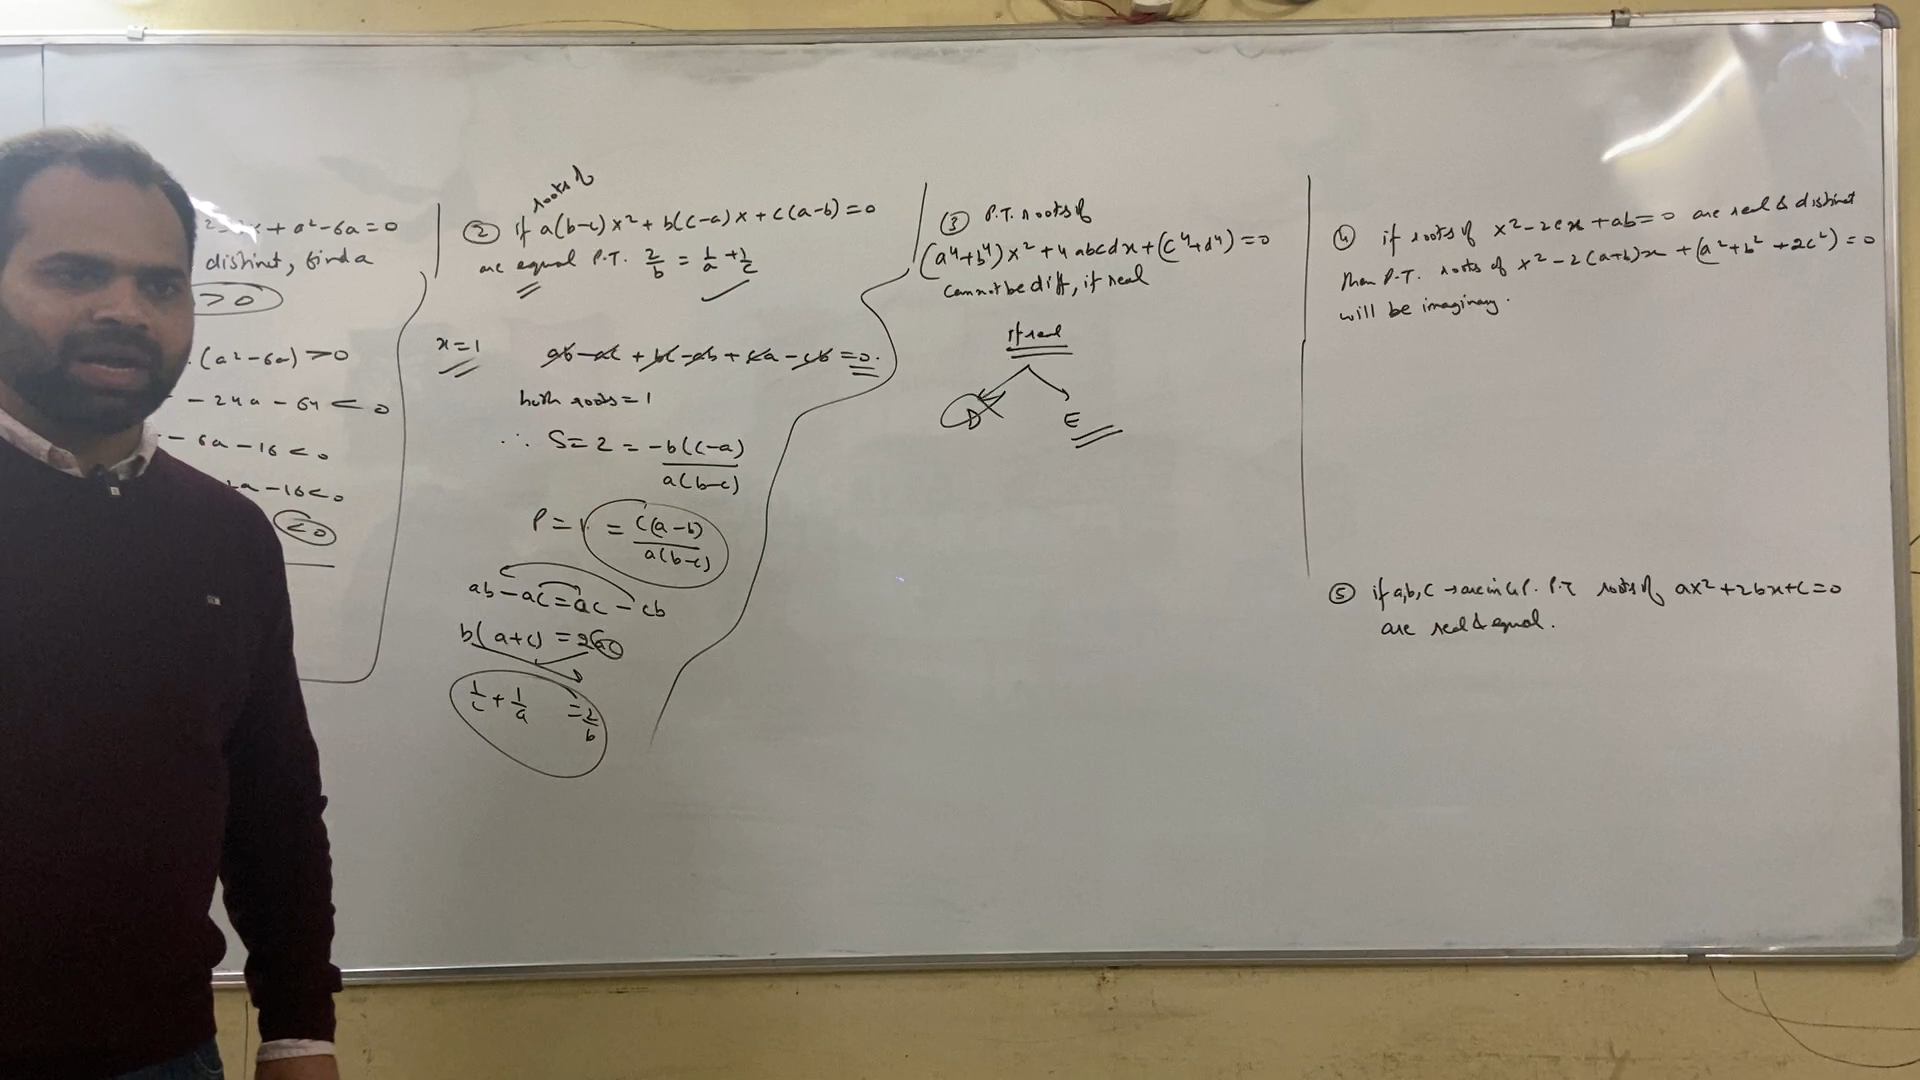 + a² - 6a = 0
distinct, find a
> 0
(a² - 6a) > 0
- 24a - 64 < 0
- 6a - 16 < 0
a - 16 < 0
< 0
roots of
② if a(b-c)x² + b(c-a)x + c(a-b) = 0
are equal P.T. 2/b = 1/a + 1/c
x = 1
ab - ac + bc - ab + ca - cb = 0.
both roots = 1
∴ S = 2 = -b(c-a)/a(b-c)
P = 1 = c(a-b)/a(b-c)
ab - ac = ac - cb
b(a+c) = 2ac
1/c + 1/a = 2/b
③ P.T. roots of
(a⁴+b⁴)x² + 4abcdx + (c⁴+d⁴) = 0
cannot be diff, if real
if real
D E
④ if roots of x² - 2cx + ab = 0 are real & distinct
then P.T. roots of x² - 2(a+b)x + (a² + b² + 2c²) = 0
will be imaginary.
⑤ if a,b,c → are in G.P. P.T roots of ax² + 2bx + c = 0
are real & equal.